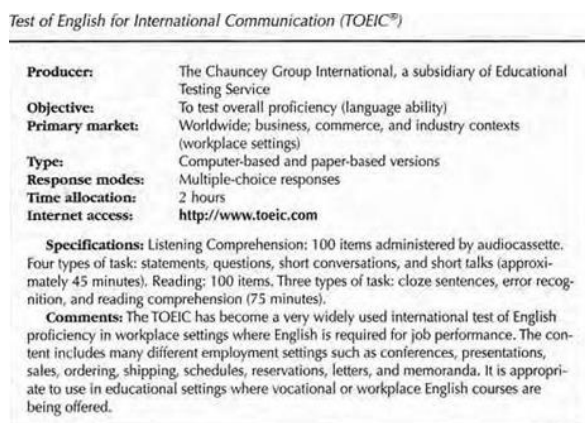 Test of English for International Communication (TOEIC®)
Producer: The Chauncey Group International, a subsidiary of Educational
Testing Service
Objective: To test overall proficiency (language ability)
Primary market: Worldwide; business, commerce, and industry contexts
(workplace settings)
Type: Computer-based and paper-based versions
Response modes: Multiple-choice responses
Time allocation: 2 hours
Internet access: http://www.toeic.com
Specifications: Listening Comprehension: 100 items administered by audiocassette.
Four types of task: statements, questions, short conversations, and short talks (approxi-
mately 45 minutes). Reading: 100 items. Three types of task: cloze sentences, error recog-
nition, and reading comprehension (75 minutes).
Comments: The TOEIC has become a very widely used international test of English
proficiency in workplace settings where English is required for job performance. The con-
tent includes many different employment settings such as conferences, presentations,
sales, ordering, shipping, schedules, reservations, letters, and memoranda. It is appropri-
ate to use in educational settings where vocational or workplace English courses are
being offered.